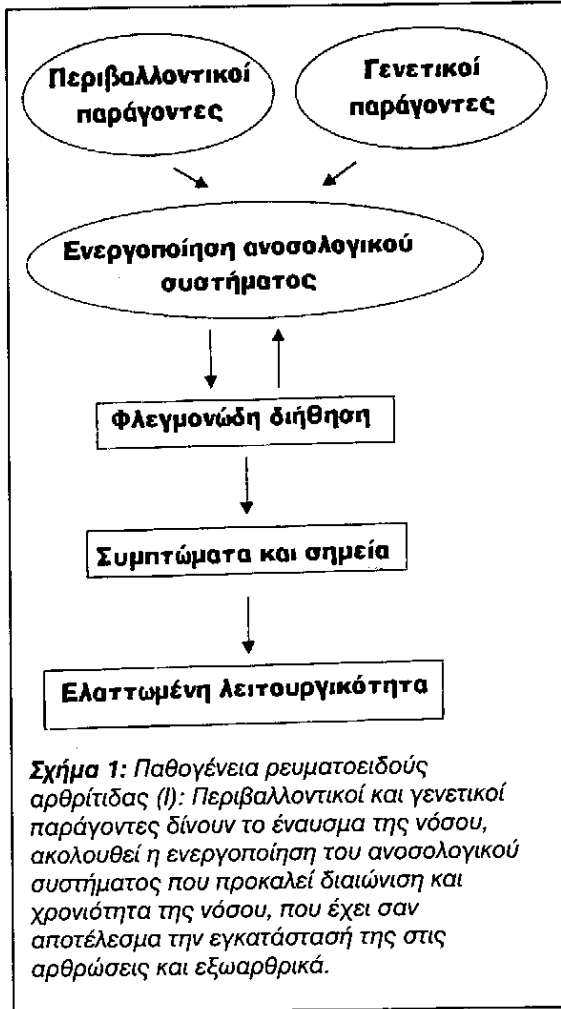 Περιβαλλοντικοί
παράγοντες
Γενετικοί
παράγοντες
Ενεργοποίηση ανοσολογικού
συστήματος
Φλεγμονώδη διήθηση
Συμπτώματα και σημεία
Ελαττωμένη λειτουργικότητα
Σχήμα 1: Παθογένεια ρευματοειδούς
αρθρίτιδας (Ι): Περιβαλλοντικοί και γενετικοί
παράγοντες δίνουν το έναυσμα της νόσου,
ακολουθεί η ενεργοποίηση του ανοσολογικού
συστήματος που προκαλεί διαιώνιση και
χρονιότητα της νόσου, που έχει σαν
αποτέλεσμα την εγκατάστασή της στις
αρθρώσεις και εξωαρθρικά.